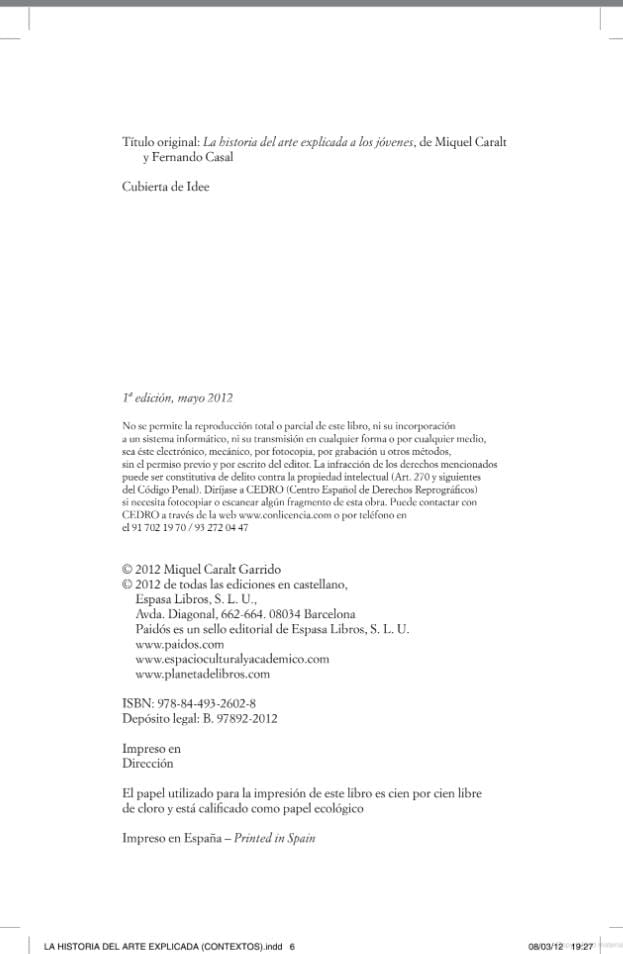 Título original: La historia del arte explicada a los jóvenes, de Miquel Caralt
y Fernando Casal
Cubierta de Idee
1ª edición, mayo 2012
No se permite la reproducción total o parcial de este libro, ni su incorporación
a un sistema informático, ni su transmisión en cualquier forma o por cualquier medio,
sea éste electrónico, mecánico, por fotocopia, por grabación u otros métodos,
sin el permiso previo y por escrito del editor. La infracción de los derechos mencionados
puede ser constitutiva de delito contra la propiedad intelectual (Art. 270 y siguientes
del Código Penal). Diríjase a CEDRO (Centro Español de Derechos Reprográficos)
si necesita fotocopiar o escanear algún fragmento de esta obra. Puede contactar con
CEDRO a través de la web www.conlicencia.com o por teléfono en
el 91 702 19 70 / 93 272 04 47
© 2012 Miquel Caralt Garrido
© 2012 de todas las ediciones en castellano,
Espasa Libros, S. L. U.,
Avda. Diagonal, 662-664. 08034 Barcelona
Paidós es un sello editorial de Espasa Libros, S. L. U.
www.paidos.com
www.espacioculturalyacademico.com
www.planetadelibros.com
ISBN: 978-84-493-2602-8
Depósito legal: B. 97892-2012
Impreso en
Dirección
El papel utilizado para la impresión de este libro es cien por cien libre
de cloro y está calificado como papel ecológico
Impreso en España – Printed in Spain
LA HISTORIA DEL ARTE EXPLICADA (CONTEXTOS).indd 6 08/03/12 19:27